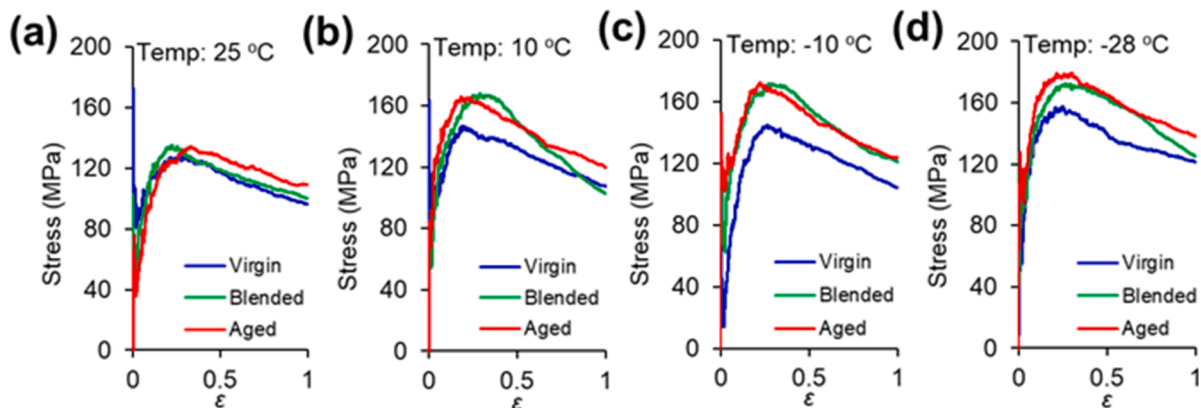 (a)
Temp: 25 °C
Stress (MPa)
200
160
120
80
40
0
Virgin
Blended
Aged
0
0.5
1
ε
(b)
Temp: 10 °C
Stress (MPa)
200
160
120
80
40
0
Virgin
Blended
Aged
0
0.5
1
ε
(c)
Temp: -10 °C
Stress (MPa)
200
160
120
80
40
0
Virgin
Blended
Aged
0
0.5
1
ε
(d)
Temp: -28 °C
Stress (MPa)
200
160
120
80
40
0
Virgin
Blended
Aged
0
0.5
1
ε